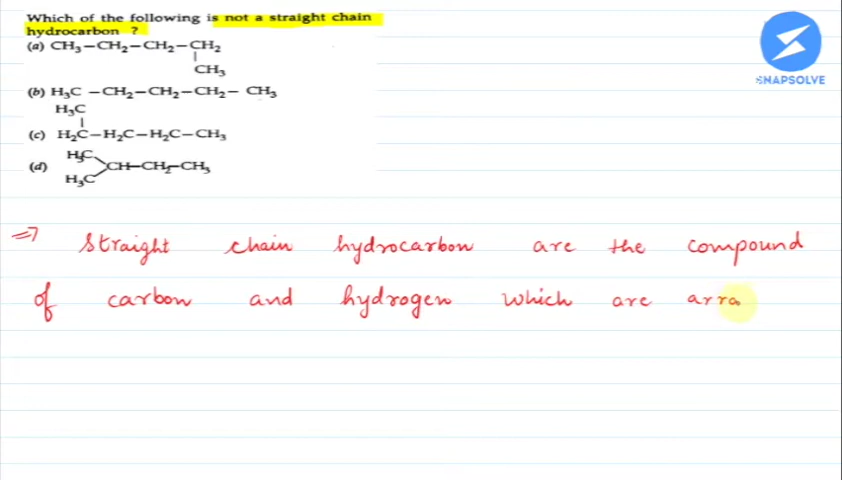 Which of the following is not a straight chain
hydrocarbon ?
(a) CH₃–CH₂–CH₂–CH₂
|
CH₃
(b) H₃C –CH₂–CH₂–CH₂– CH₃
H₃C
|
(c) H₂C–H₂C–H₂C–CH₃
H₃C
(d) CH–CH₂–CH₃
H₃C
SNAPSOLVE
⇒ Straight chain hydrocarbon are the compound
of carbon and hydrogen which are arra